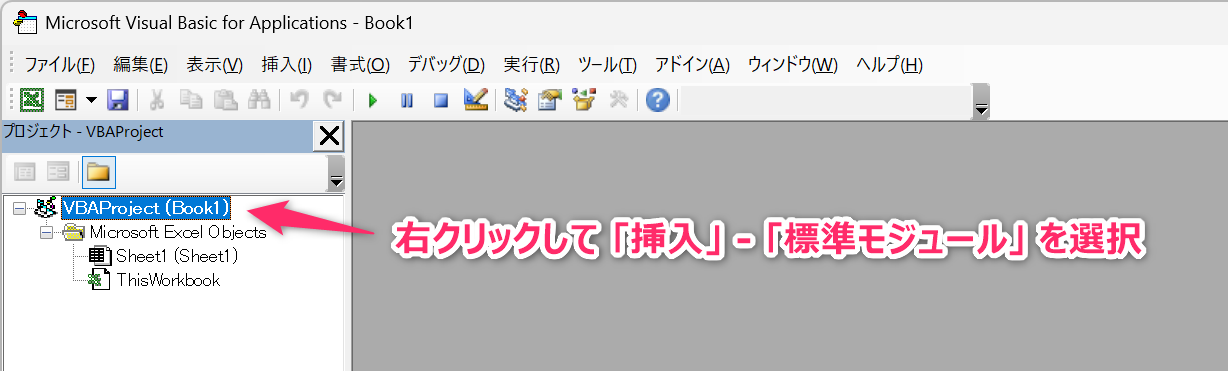 Microsoft Visual Basic for Applications - Book1
ファイル(F) 編集(E) 表示(V) 挿入(I) 書式(O) デバッグ(D) 実行(R) ツール(T) アドイン(A) ウィンドウ(W) ヘルプ(H)
プロジェクト - VBAProject
VBAProject (Book1)
Microsoft Excel Objects
Sheet1 (Sheet1)
ThisWorkbook
右クリックして「挿入」-「標準モジュール」を選択